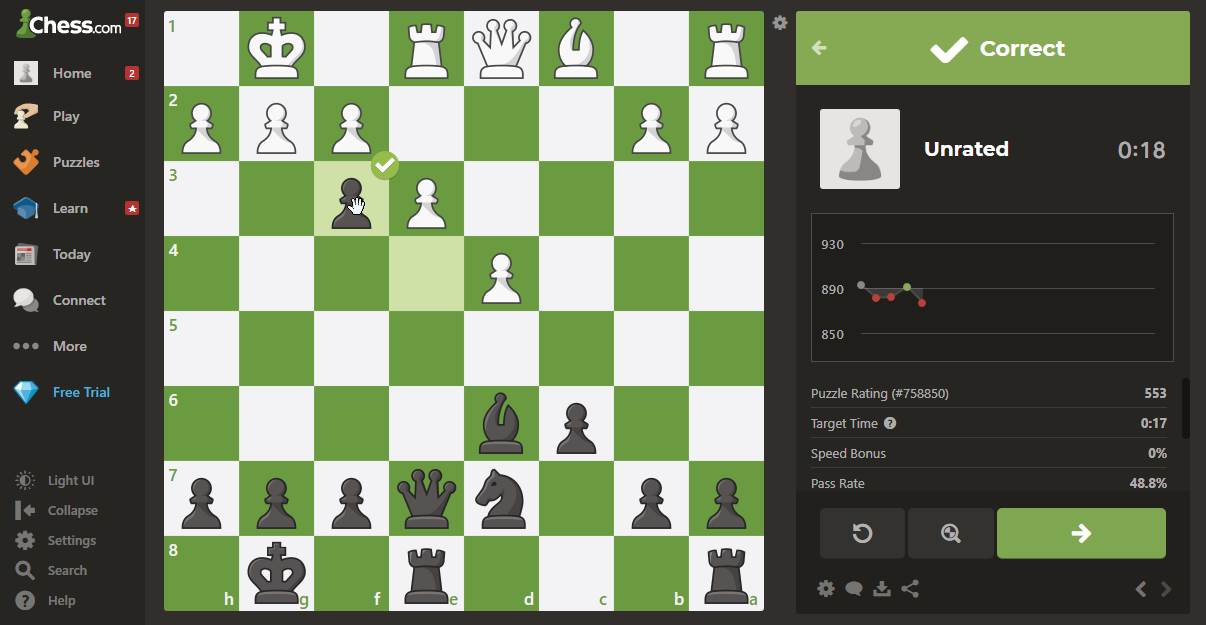 Chess.com 17
Home 2
Play
Puzzles
Learn
Today
Connect
More
Free Trial
Light UI
Collapse
Settings
Search
Help
1
2
3
4
5
6
7
8
h g f e d c b a
Correct
Unrated 0:18
930
890
850
Puzzle Rating (#758850) 553
Target Time ? 0:17
Speed Bonus 0%
Pass Rate 48.8%